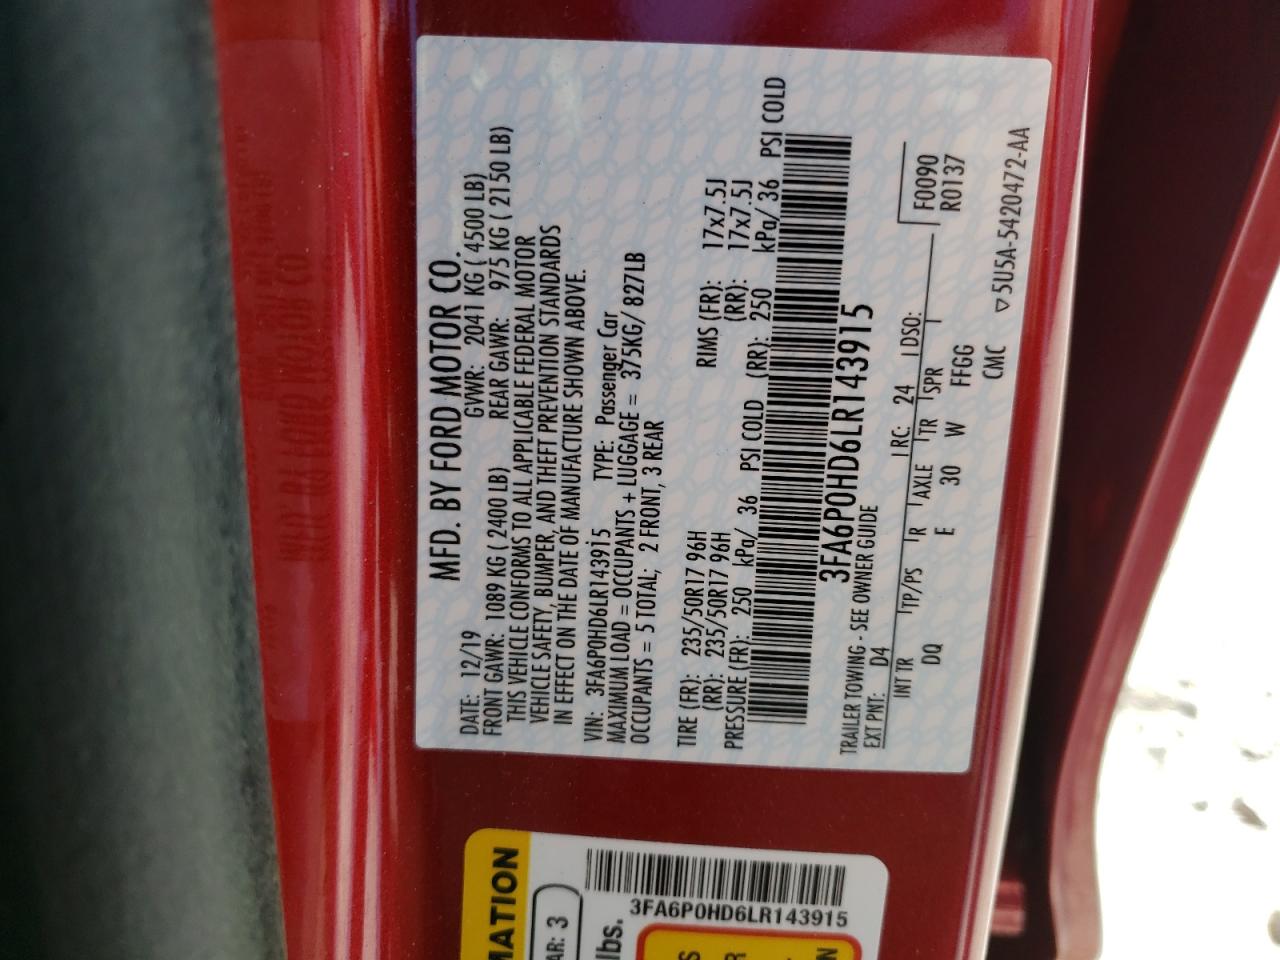 MFD. BY FORD MOTOR CO.
DATE: 12/19 GVWR: 2041 KG ( 4500 LB)
FRONT GAWR: 1089 KG ( 2400 LB) REAR GAWR: 975 KG ( 2150 LB)
THIS VEHICLE CONFORMS TO ALL APPLICABLE FEDERAL MOTOR
VEHICLE SAFETY, BUMPER, AND THEFT PREVENTION STANDARDS
IN EFFECT ON THE DATE OF MANUFACTURE SHOWN ABOVE.
VIN: 3FA6P0HD6LR143915 TYPE: Passenger Car
MAXIMUM LOAD = OCCUPANTS + LUGGAGE = 375KG/ 827LB
OCCUPANTS = 5 TOTAL; 2 FRONT, 3 REAR
TIRE (FR): 235/50R17 96H RIMS (FR): 17x7.5J
(RR): 235/50R17 96H (RR): 17x7.5J
PRESSURE (FR): 250 kPa/ 36 PSI COLD (RR): 250 kPa/ 36 PSI COLD
3FA6P0HD6LR143915
TRAILER TOWING - SEE OWNER GUIDE
EXT PNT: D4 RC: 24 DSO: F0090
R0137
INT TR TP/PS R AXLE TR SPR
DQ E 30 W FFGG
CMC
▽5U5A-5420472-AA
MATION
AR: 3
lbs.
3FA6P0HD6LR143915